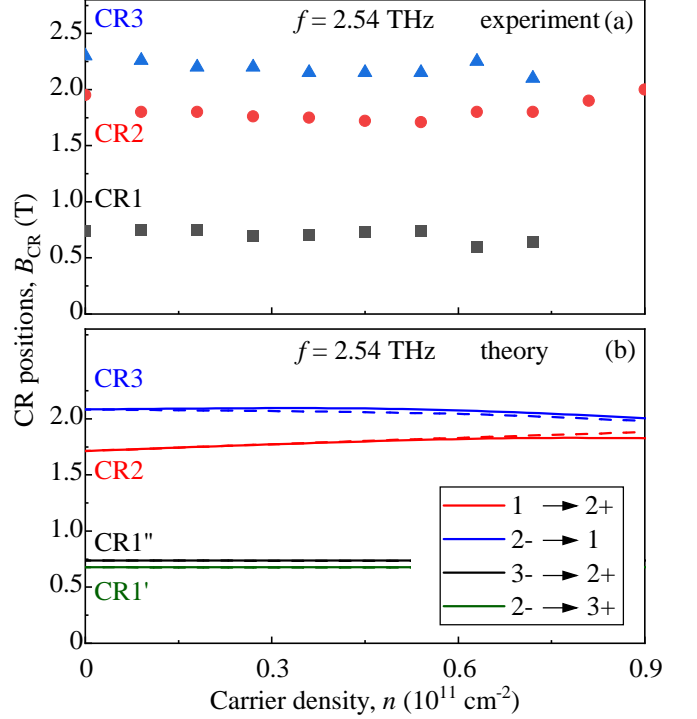 CR3
f = 2.54 THz experiment (a)
2.5
2.0
CR2
1.5
CR1
1.0
0.5
0
CR positions, B_CR (T)
f = 2.54 THz theory (b)
CR3
2.0
1.5
CR2
1.0
CR1''
0.5
CR1'
0
1 → 2+
2- → 1
3- → 2+
2- → 3+
0 0.3 0.6 0.9
Carrier density, n (10¹¹ cm⁻²)